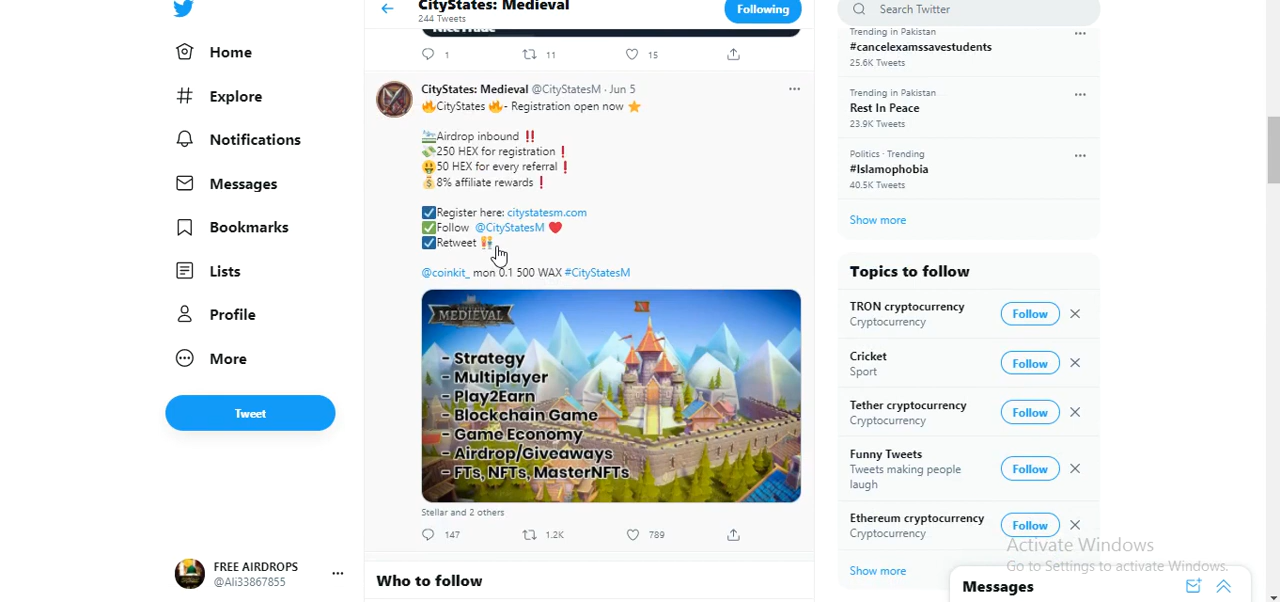 CityStates: Medieval
244 Tweets
Following
Search Twitter
Home
Explore
Notifications
Messages
Bookmarks
Lists
Profile
More
Tweet
FREE AIRDROPS
@Ali33867855
NiceTrade
1 11 15
CityStates: Medieval @CityStatesM · Jun 5
🔥CityStates 🔥- Registration open now ⭐
Airdrop inbound ‼
💸250 HEX for registration❗
🤑50 HEX for every referral❗
💰8% affiliate rewards❗
☑Register here: citystatesm.com
✅Follow @CityStatesM ♥
☑Retweet
@coinkit_ mon 0.1 500 WAX #CityStatesM
MEDIEVAL
- Strategy
- Multiplayer
- Play2Earn
- Blockchain Game
- Game Economy
- Airdrop/Giveaways
- FTs, NFTs, MasterNFTs
Stellar and 2 others
147 1.2K 789
Who to follow
Trending in Pakistan
#cancelexamssavestudents
25.6K Tweets
Trending in Pakistan
Rest In Peace
23.9K Tweets
Politics · Trending
#Islamophobia
40.5K Tweets
Show more
Topics to follow
TRON cryptocurrency
Cryptocurrency
Follow
Cricket
Sport
Follow
Tether cryptocurrency
Cryptocurrency
Follow
Funny Tweets
Tweets making people
laugh
Follow
Ethereum cryptocurrency
Cryptocurrency
Follow
Show more
Activate Windows
Go to Settings to activate Windows.
Messages